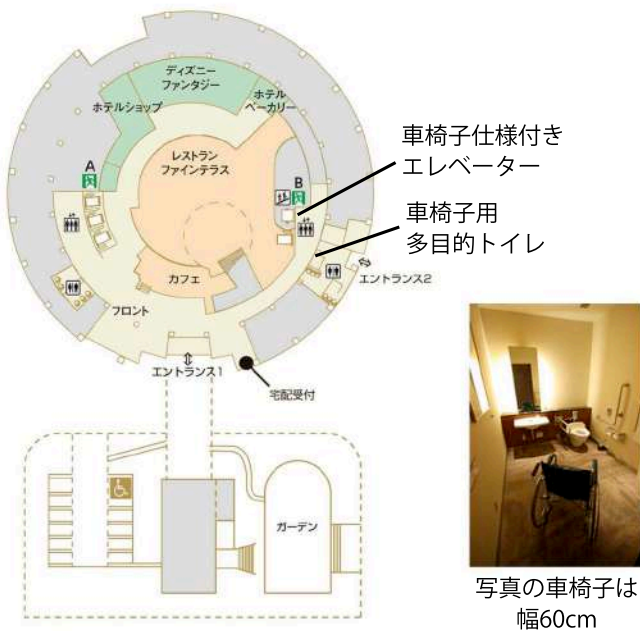 ディズニー
ファンタジー
ホテルショップ
ホテル
ベーカリー
A
レストラン
ファインテラス
B
車椅子仕様付き
エレベーター
車椅子用
多目的トイレ
カフェ
エントランス2
フロント
エントランス1
宅配受付
ガーデン
写真の車椅子は
幅60cm